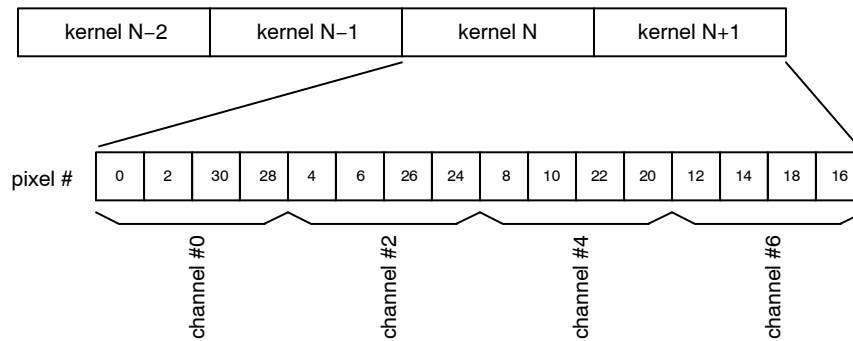 kernel N−2 kernel N−1 kernel N kernel N+1
pixel # 0 2 30 28 4 6 26 24 8 10 22 20 12 14 18 16
channel #0 channel #2 channel #4 channel #6